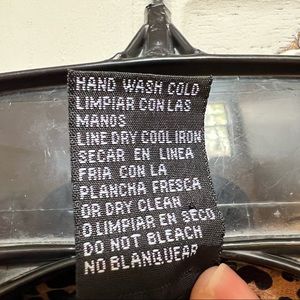 HAND WASH COLD
LIMPIAR CON LAS
MANOS
LINE DRY COOL IRON
SECAR EN LINEA
FRIA CON LA
PLANCHA FRESCA
OR DRY CLEAN
O LIMPIAR EN SECO
DO NOT BLEACH
NO BLANQUEAR